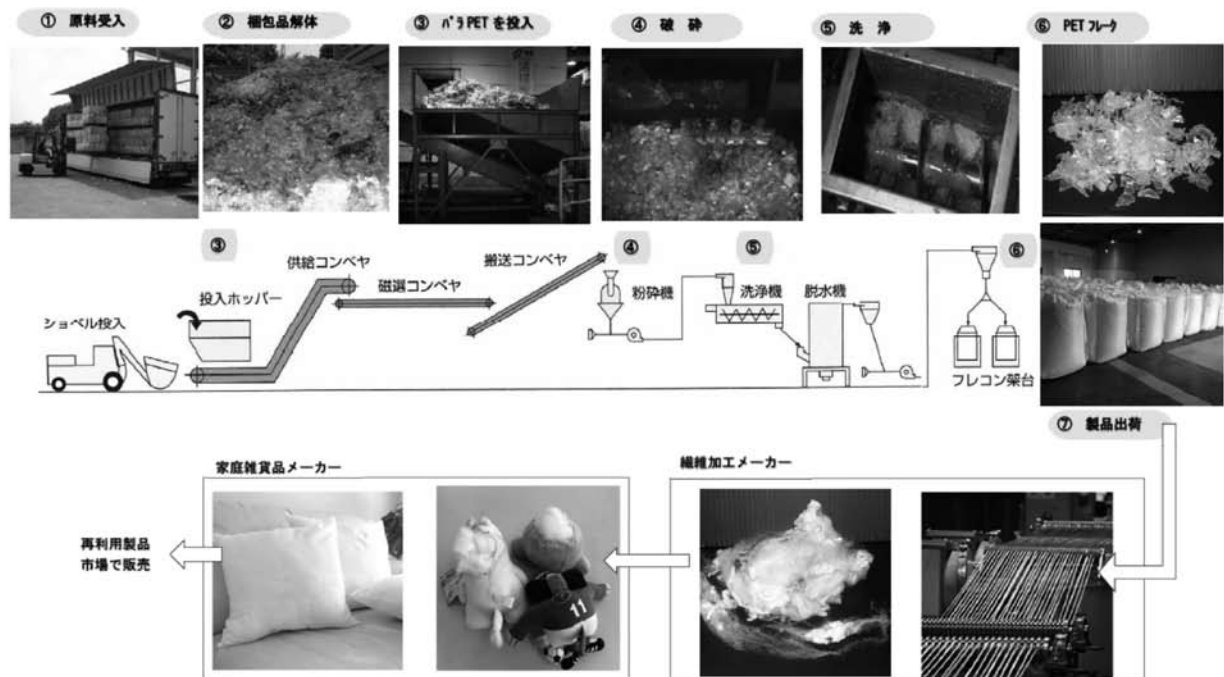 ① 原料受入
② 梱包品解体
③ バラPETを投入
④ 破 砕
⑤ 洗 浄
⑥ PETフレーク
③
④
⑤
⑥
ショベル投入
投入ホッパー
供給コンベヤ
磁選コンベヤ
搬送コンベヤ
粉砕機
洗浄機
脱水機
フレコン架台
⑦ 製品出荷
家庭雑貨品メーカー
繊維加工メーカー
再利用製品
市場で販売
11